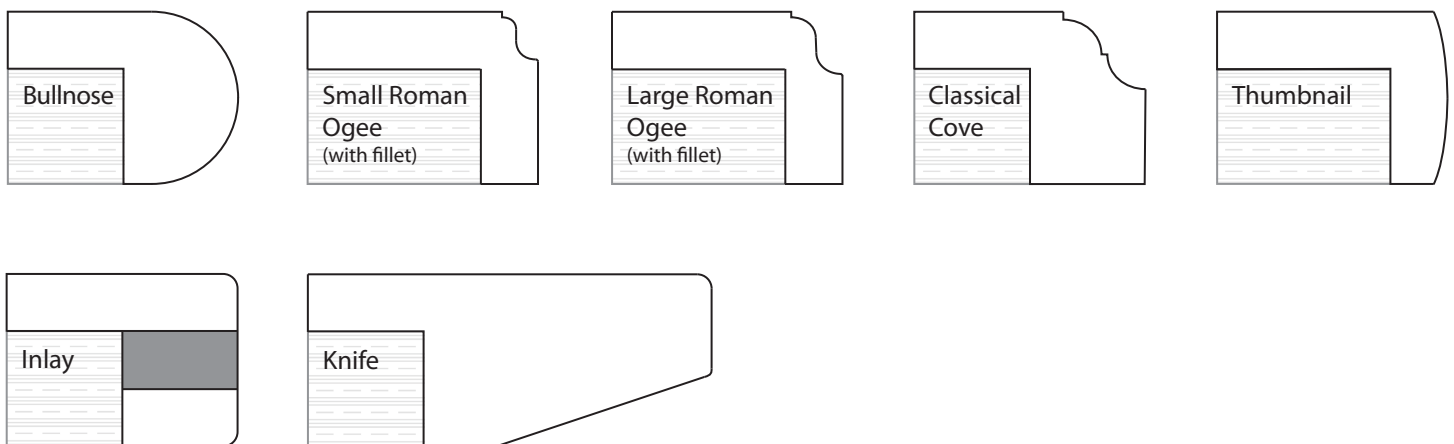 Bullnose
Small Roman
Ogee
(with fillet)
Large Roman
Ogee
(with fillet)
Classical
Cove
Thumbnail
Inlay
Knife